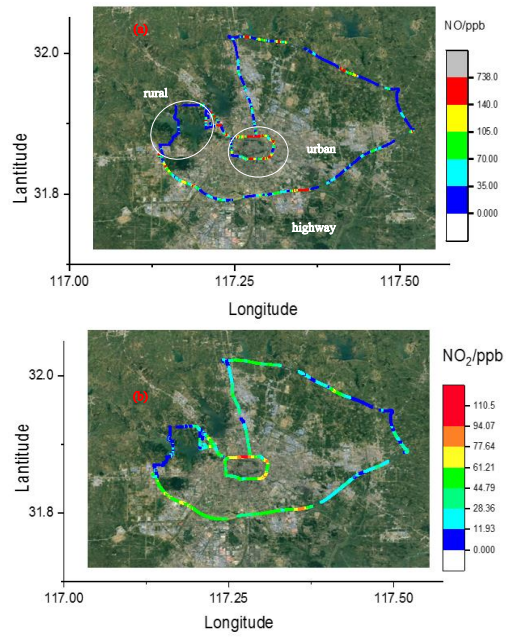 NO/ppb
(a)
32.0
738.0
rural
140.0
105.0
70.00
urban
35.00
31.8
0.000
highway
Lantitude
117.00
117.25
117.50
Longitude
NO₂/ppb
(b)
32.0
110.5
94.07
77.64
61.21
44.79
28.36
11.93
0.000
31.8
Lantitude
117.00
117.25
117.50
Longitude